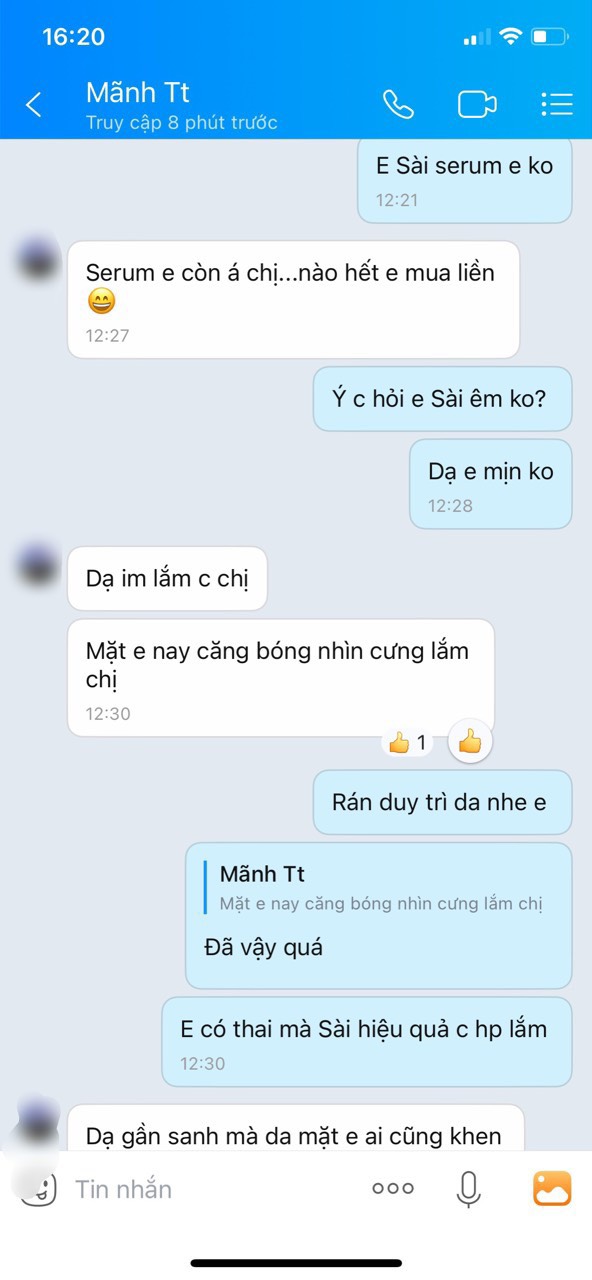 16:20
Mãnh Tt
Truy cập 8 phút trước
E Sài serum e ko
12:21
Serum e còn á chị...nào hết e mua liền
😄
12:27
Ý c hỏi e Sài êm ko?
Dạ e mịn ko
12:28
Dạ im lắm c chị
Mặt e nay căng bóng nhìn cưng lắm
chị
12:30
👍 1 👍
Rán duy trì da nhe e
Mãnh Tt
Mặt e nay căng bóng nhìn cưng lắm chị
Đã vậy quá
E có thai mà Sài hiệu quả c hp lắm
12:30
Dạ gần sanh mà da mặt e ai cũng khen
Tin nhắn